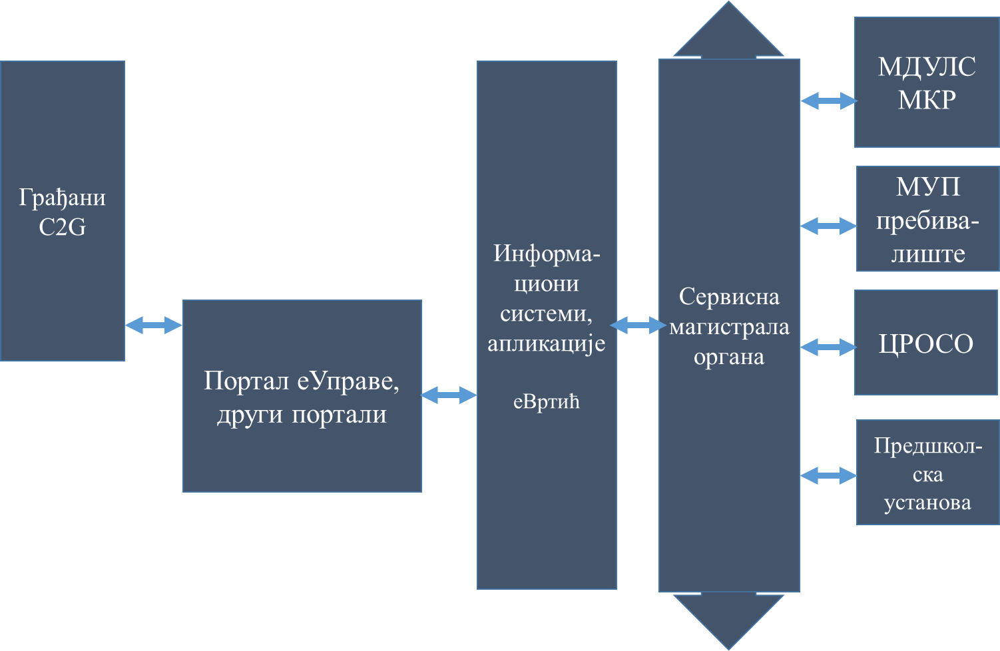 Грађани
C2G
Портал еУправе,
други портали
Информа-
циони
системи,
апликације
еВртић
Сервисна
магистрала
органа
МДУЛС
МКР
МУП
пребива-
лиште
ЦРОСО
Предшкол-
ска
установа